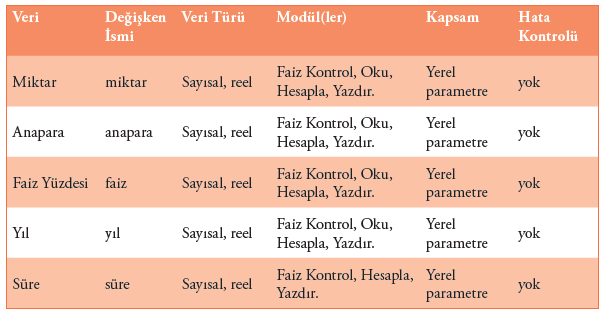 Veri Değişken İsmi Veri Türü Modül(ler) Kapsam Hata Kontrolü
Miktar miktar Sayısal, reel Faiz Kontrol, Oku, Hesapla, Yazdır. Yerel parametre yok
Anapara anapara Sayısal, reel Faiz Kontrol, Oku, Hesapla, Yazdır. Yerel parametre yok
Faiz Yüzdesi faiz Sayısal, reel Faiz Kontrol, Oku, Hesapla, Yazdır. Yerel parametre yok
Yıl yıl Sayısal, reel Faiz Kontrol, Oku, Hesapla, Yazdır. Yerel parametre yok
Süre süre Sayısal, reel Faiz Kontrol, Hesapla, Yazdır. Yerel parametre yok